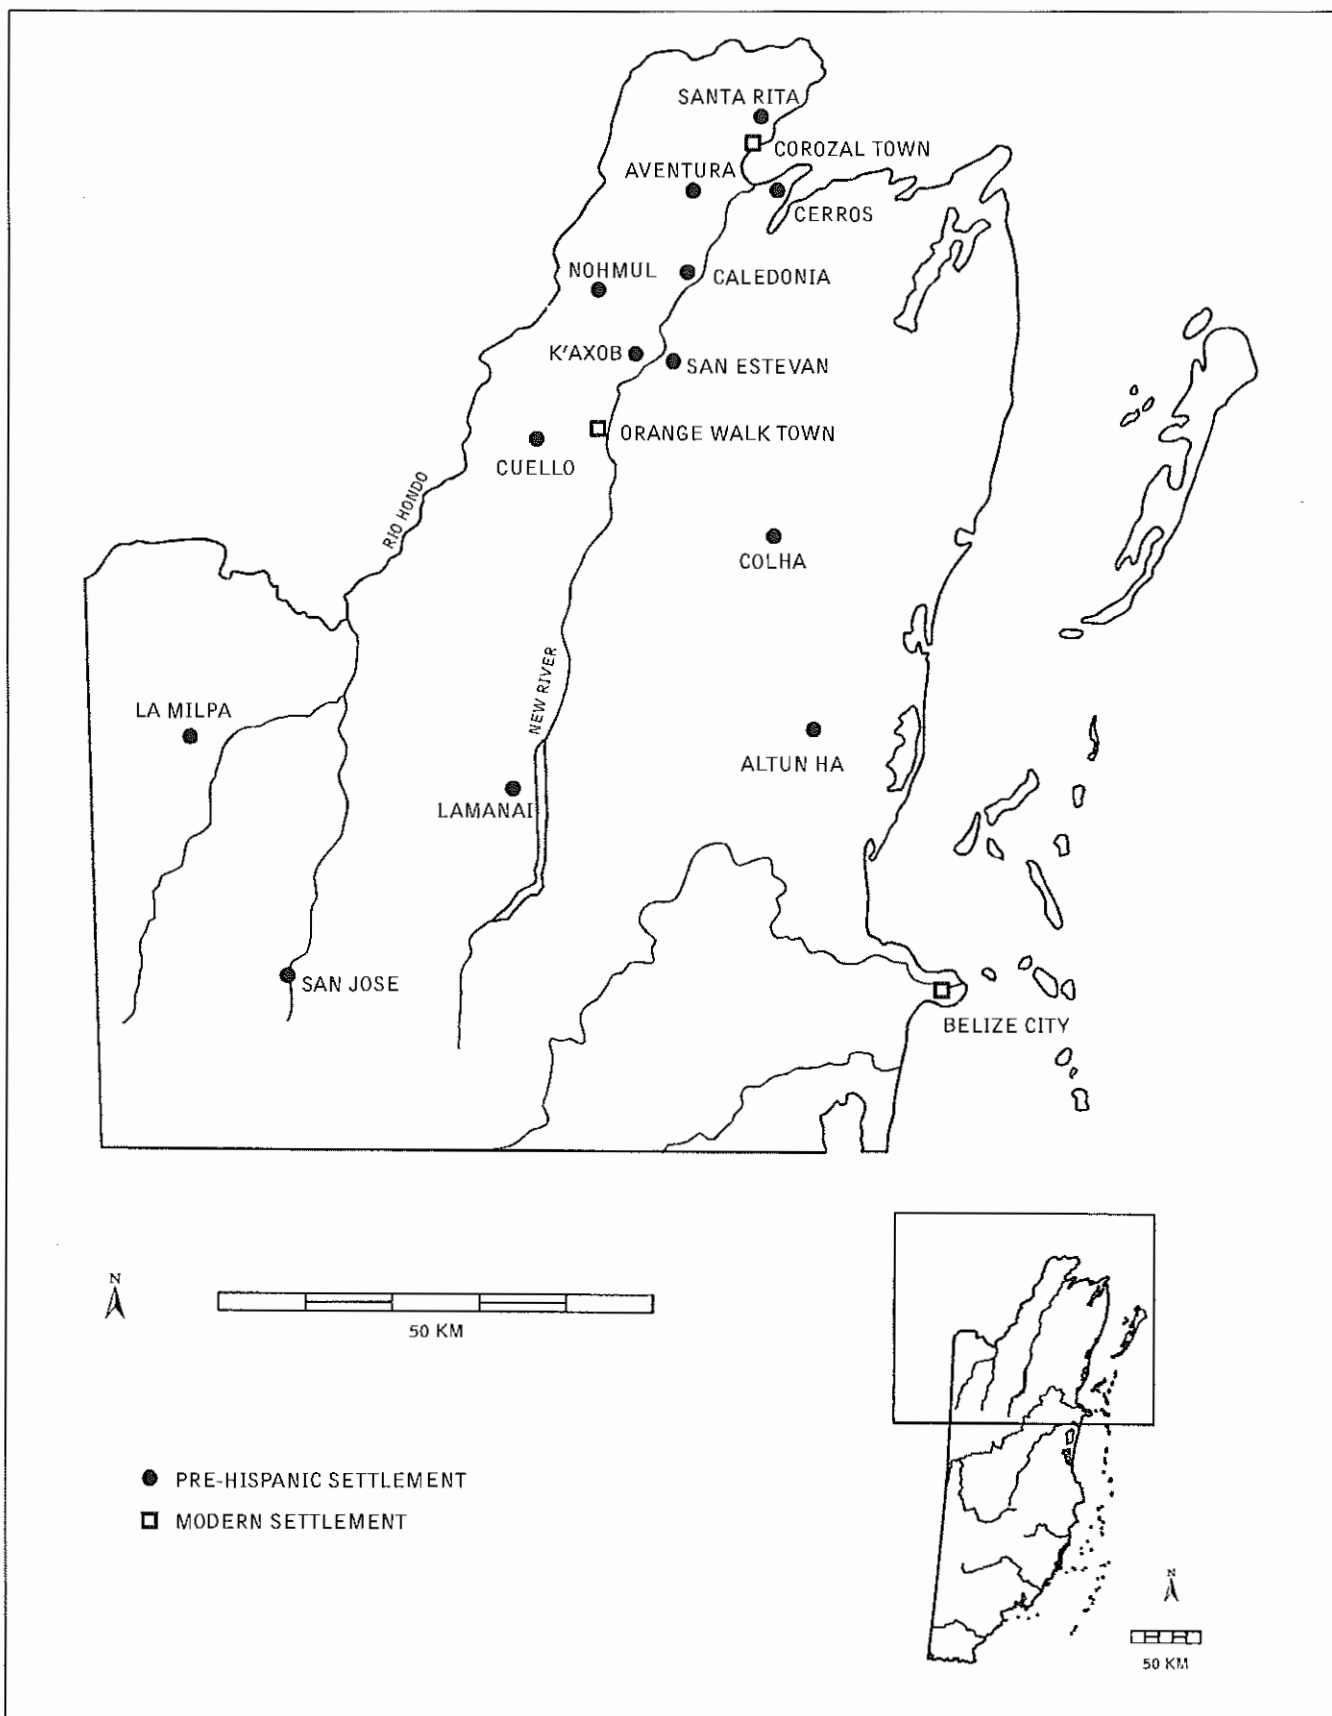 SANTA RITA
COROZAL TOWN
AVENTURA
CERROS
NOHMUL
CALEDONIA
K'AXOB
SAN ESTEVAN
ORANGE WALK TOWN
CUELLO
RIO HONDO
COLHA
NEW RIVER
LA MILPA
ALTUN HA
LAMANAI
SAN JOSE
BELIZE CITY
N
50 KM
PRE-HISPANIC SETTLEMENT
MODERN SETTLEMENT
N
50 KM